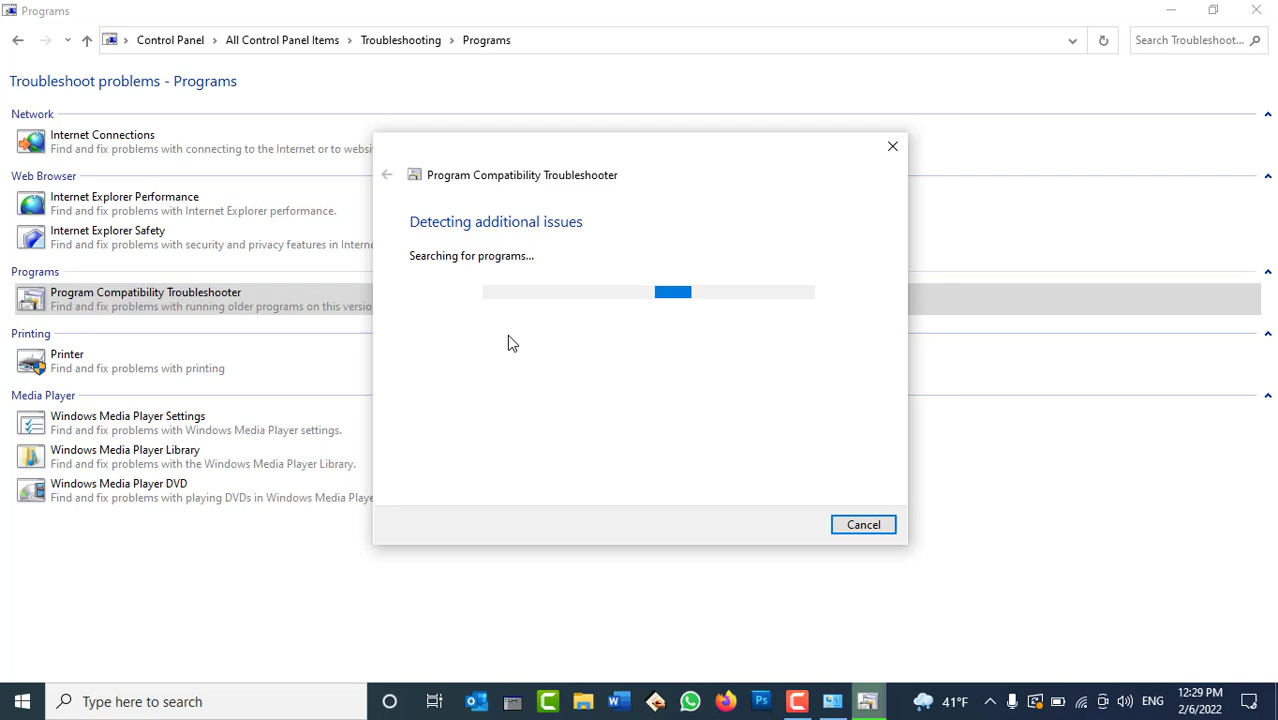 Programs
Control Panel
All Control Panel Items
Troubleshooting
Programs
Search Troubleshoot...
Troubleshoot problems - Programs
Network
Internet Connections
Find and fix problems with connecting to the Internet or to websi
Web Browser
Internet Explorer Performance
Find and fix problems with Internet Explorer performance.
Internet Explorer Safety
Find and fix problems with security and privacy features in Intern
Programs
Program Compatibility Troubleshooter
Find and fix problems with running older programs on this versio
Printing
Printer
Find and fix problems with printing
Media Player
Windows Media Player Settings
Find and fix problems with Windows Media Player settings.
Windows Media Player Library
Find and fix problems with the Windows Media Player Library.
Windows Media Player DVD
Find and fix problems with playing DVDs in Windows Media Playe
Program Compatibility Troubleshooter
Detecting additional issues
Searching for programs...
Cancel
Type here to search
41°F
ENG
12:29 PM
2/6/2022